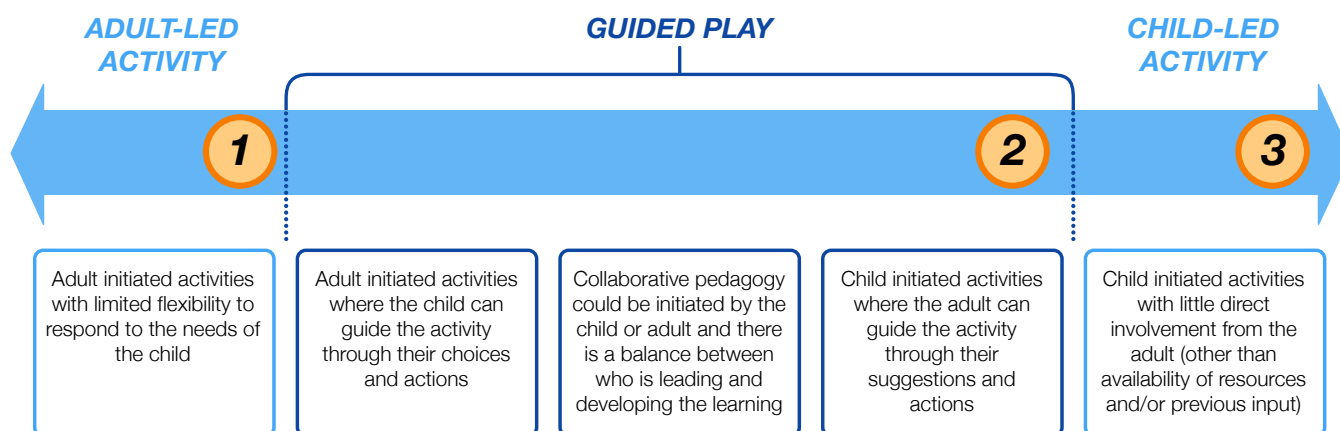 ADULT-LED
ACTIVITY
GUIDED PLAY
CHILD-LED
ACTIVITY
1
2
3
Adult initiated activities
with limited flexibility to
respond to the needs of
the child
Adult initiated activities
where the child can
guide the activity
through their choices
and actions
Collaborative pedagogy
could be initiated by the
child or adult and there
is a balance between
who is leading and
developing the learning
Child initiated activities
where the adult can
guide the activity
through their
suggestions and
actions
Child initiated activities
with little direct
involvement from the
adult (other than
availability of resources
and/or previous input)